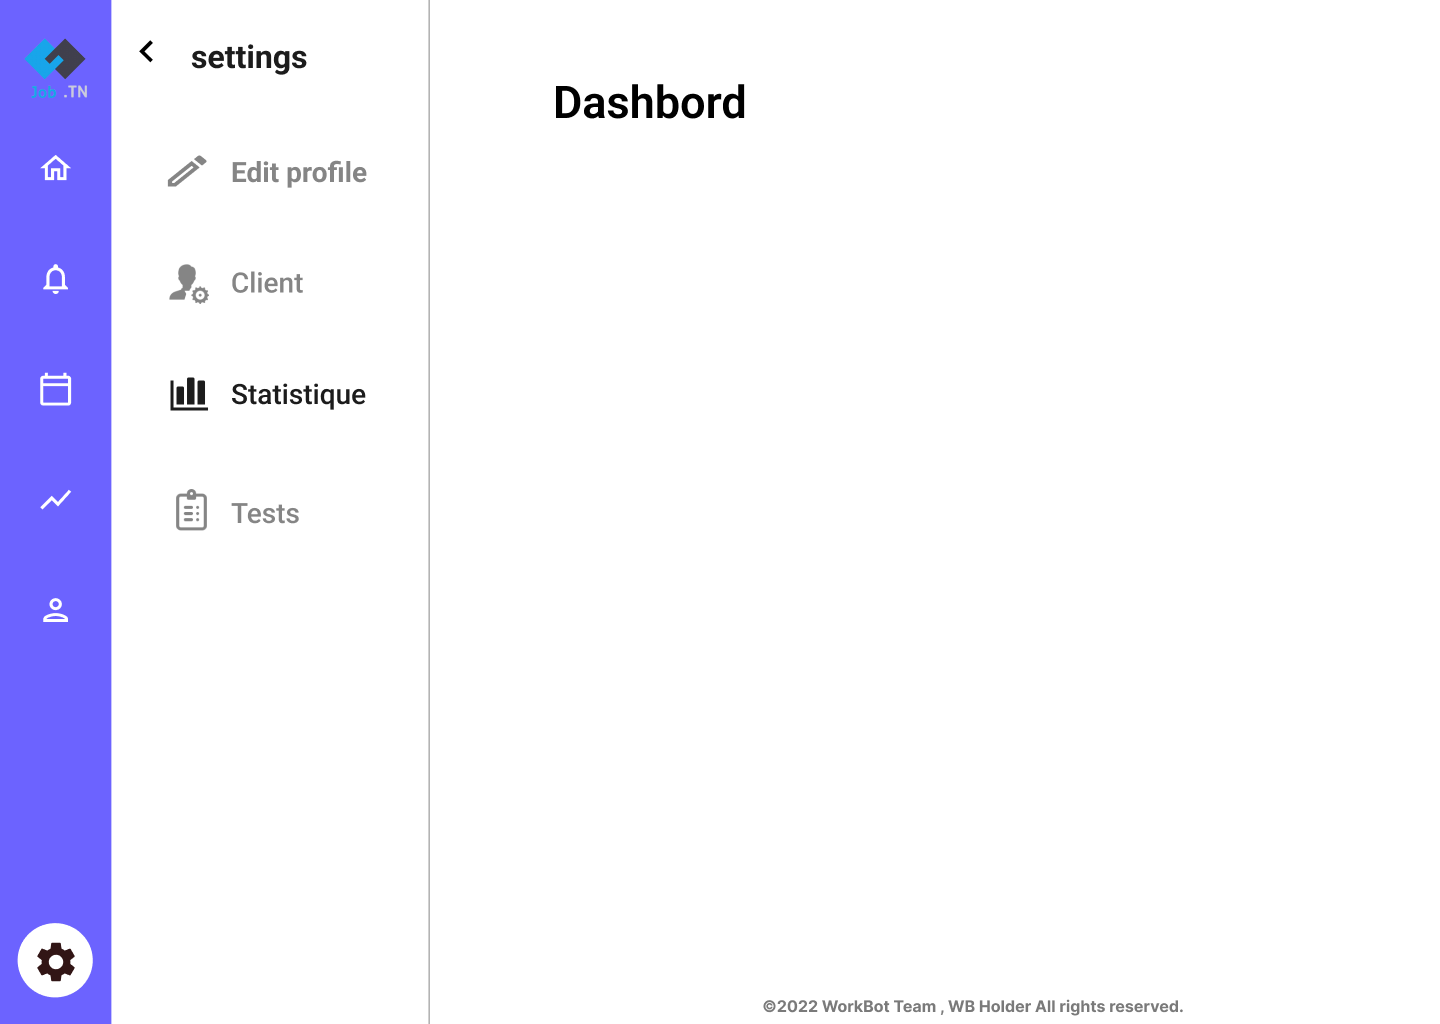 Job .TN
settings
Edit profile
Client
Statistique
Tests
Dashbord
©2022 WorkBot Team , WB Holder All rights reserved.